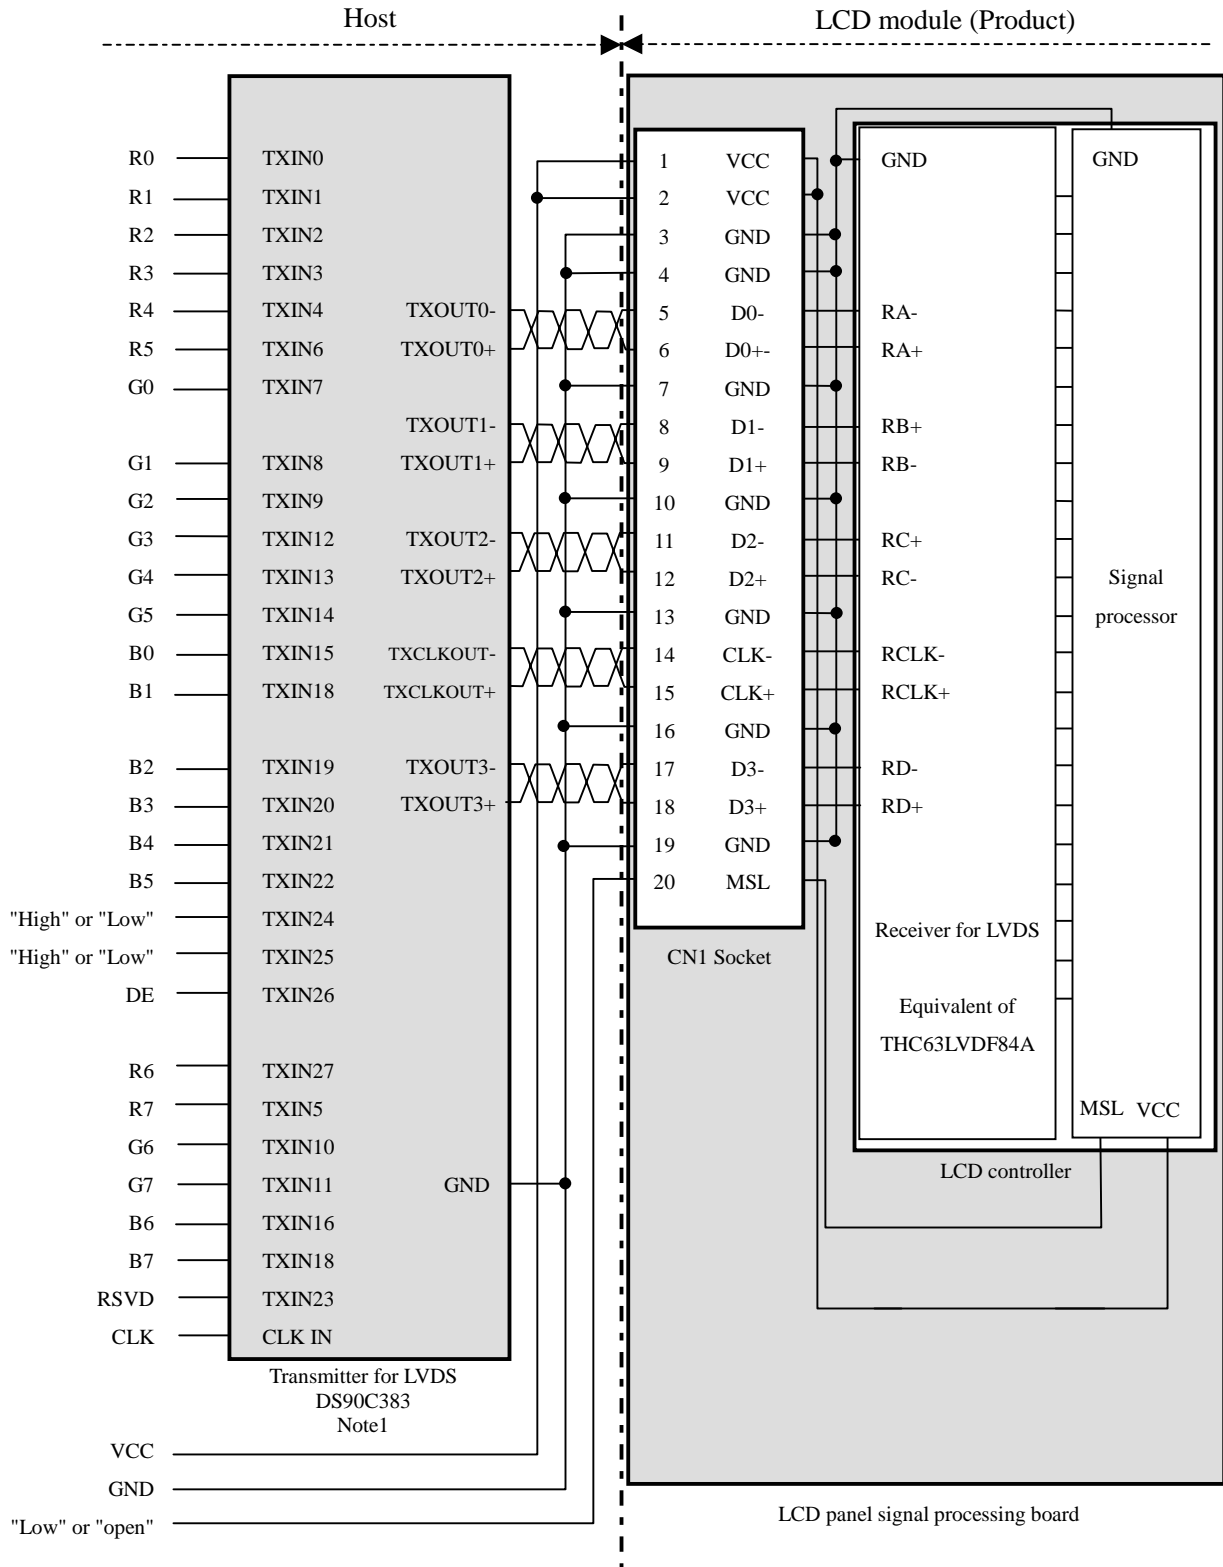 Host
LCD module (Product)
R0 TXIN0
R1 TXIN1
R2 TXIN2
R3 TXIN3
R4 TXIN4 TXOUT0-
R5 TXIN6 TXOUT0+
G0 TXIN7
TXOUT1-
G1 TXIN8 TXOUT1+
G2 TXIN9
G3 TXIN12 TXOUT2-
G4 TXIN13 TXOUT2+
G5 TXIN14
B0 TXIN15 TXCLKOUT-
B1 TXIN18 TXCLKOUT+
B2 TXIN19 TXOUT3-
B3 TXIN20 TXOUT3+
B4 TXIN21
B5 TXIN22
"High" or "Low" TXIN24
"High" or "Low" TXIN25
DE TXIN26
R6 TXIN27
R7 TXIN5
G6 TXIN10
G7 TXIN11 GND
B6 TXIN16
B7 TXIN18
RSVD TXIN23
CLK CLK IN
Transmitter for LVDS
DS90C383
Note1
VCC
GND
"Low" or "open"
1 VCC
2 VCC
3 GND
4 GND
5 D0-
6 D0+-
7 GND
8 D1-
9 D1+
10 GND
11 D2-
12 D2+
13 GND
14 CLK-
15 CLK+
16 GND
17 D3-
18 D3+
19 GND
20 MSL
CN1 Socket
GND
RA-
RA+
RB+
RB-
RC+
RC-
RCLK-
RCLK+
RD-
RD+
Receiver for LVDS
Equivalent of
THC63LVDF84A
GND
Signal
processor
MSL VCC
LCD controller
LCD panel signal processing board